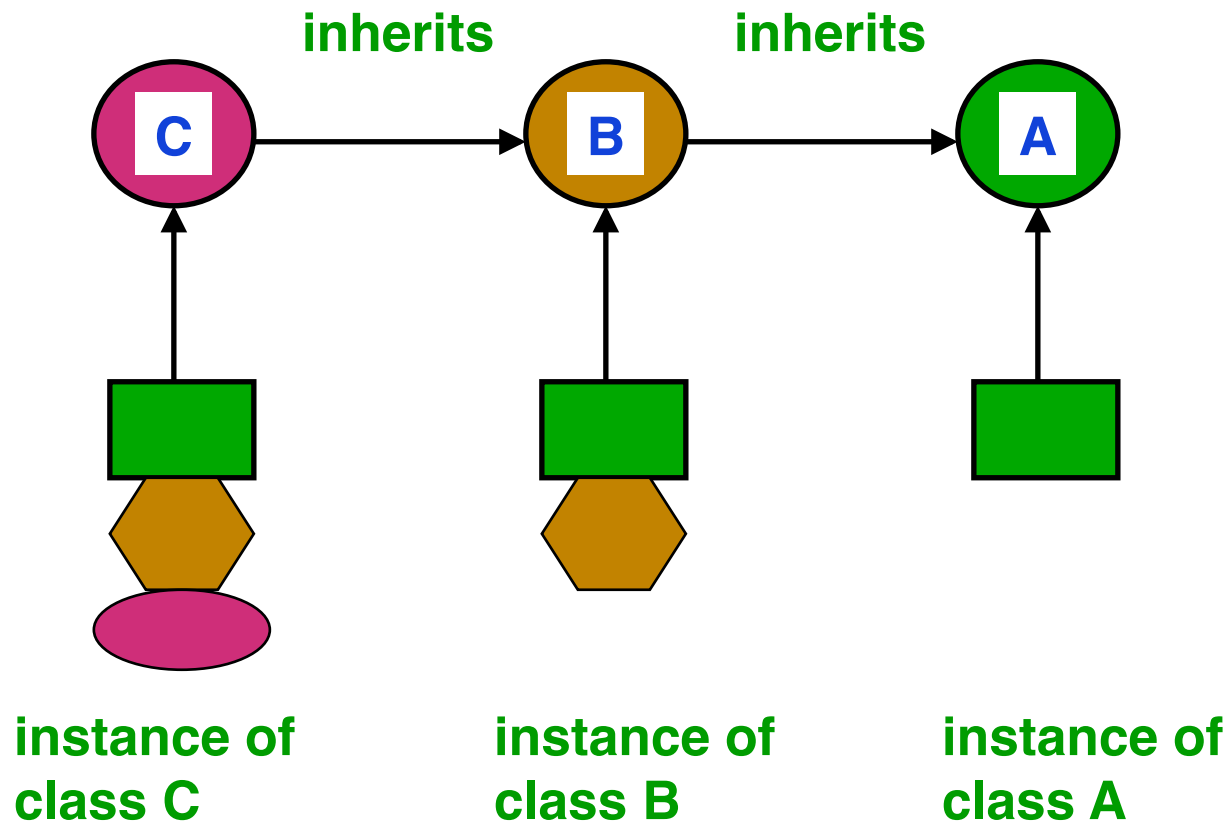 inherits inherits
C B A
instance of
class C
instance of
class B
instance of
class A